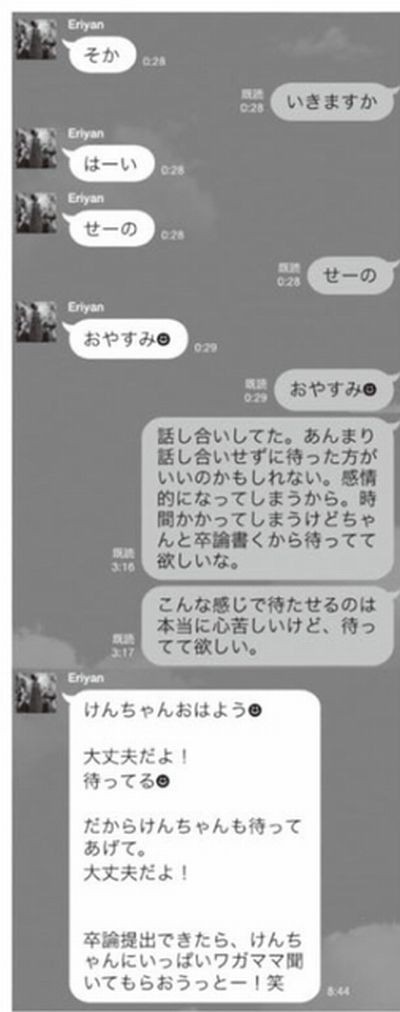 Eriyan
そか
0:28
既読
0:28
いきますか
Eriyan
はーい
0:28
Eriyan
せーの
0:28
既読
0:28
せーの
Eriyan
おやすみ
0:29
既読
0:29
おやすみ
話し合いしてた。あんまり
話し合いせずに待った方が
いいのかもしれない。感情
的になってしまうから。時
間かかってしまうけどちゃ
んと卒論書くから待ってて
欲しいな。
既読
3:16
こんな感じで待たせるのは
本当に心苦しいけど、待っ
てて欲しい。
既読
3:17
Eriyan
けんちゃんおはよう
大丈夫だよ!
待ってる
だからけんちゃんも待って
あげて。
大丈夫だよ!
卒論提出できたら、けんち
ゃんにいっぱいワガママ聞
いてもらおうっとー!笑
8:44